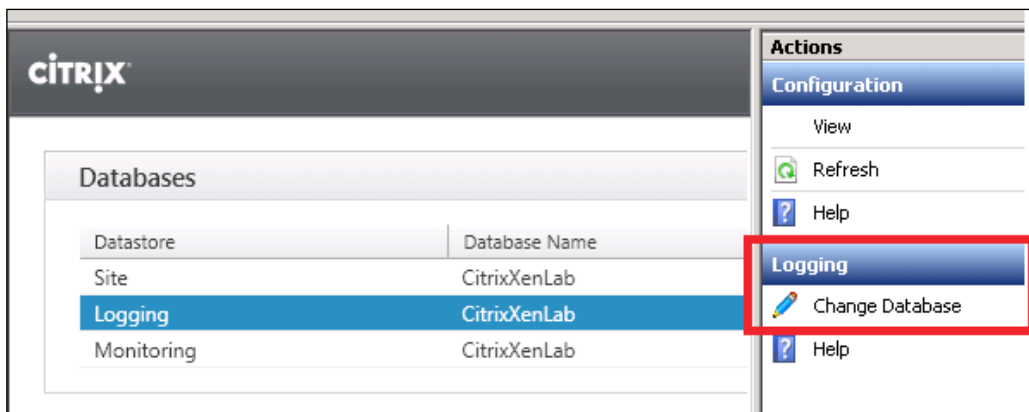 CITRIX
Databases
Datastore Database Name
Site CitrixXenLab
Logging CitrixXenLab
Monitoring CitrixXenLab
Actions
Configuration
View
Refresh
Help
Logging
Change Database
Help